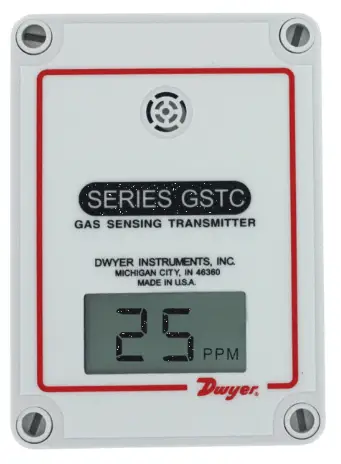 SERIES GSTC
GAS SENSING TRANSMITTER
DWYER INSTRUMENTS, INC.
MICHIGAN CITY, IN 46360
MADE IN U.S.A.
25 PPM
Dwyer